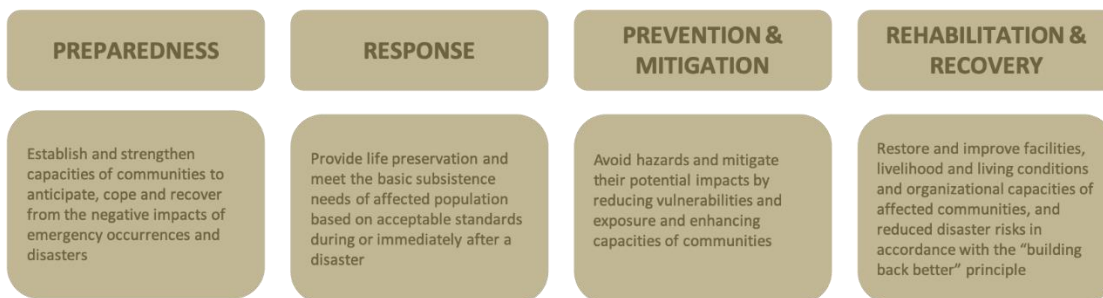 PREPAREDNESS
Establish and strengthen
capacities of communities to
anticipate, cope and recover
from the negative impacts of
emergency occurrences and
disasters
RESPONSE
Provide life preservation and
meet the basic subsistence
needs of affected population
based on acceptable standards
during or immediately after a
disaster
PREVENTION &
MITIGATION
Avoid hazards and mitigate
their potential impacts by
reducing vulnerabilities and
exposure and enhancing
capacities of communities
REHABILITATION &
RECOVERY
Restore and improve facilities,
livelihood and living conditions
and organizational capacities of
affected communities, and
reduced disaster risks in
accordance with the “building
back better” principle